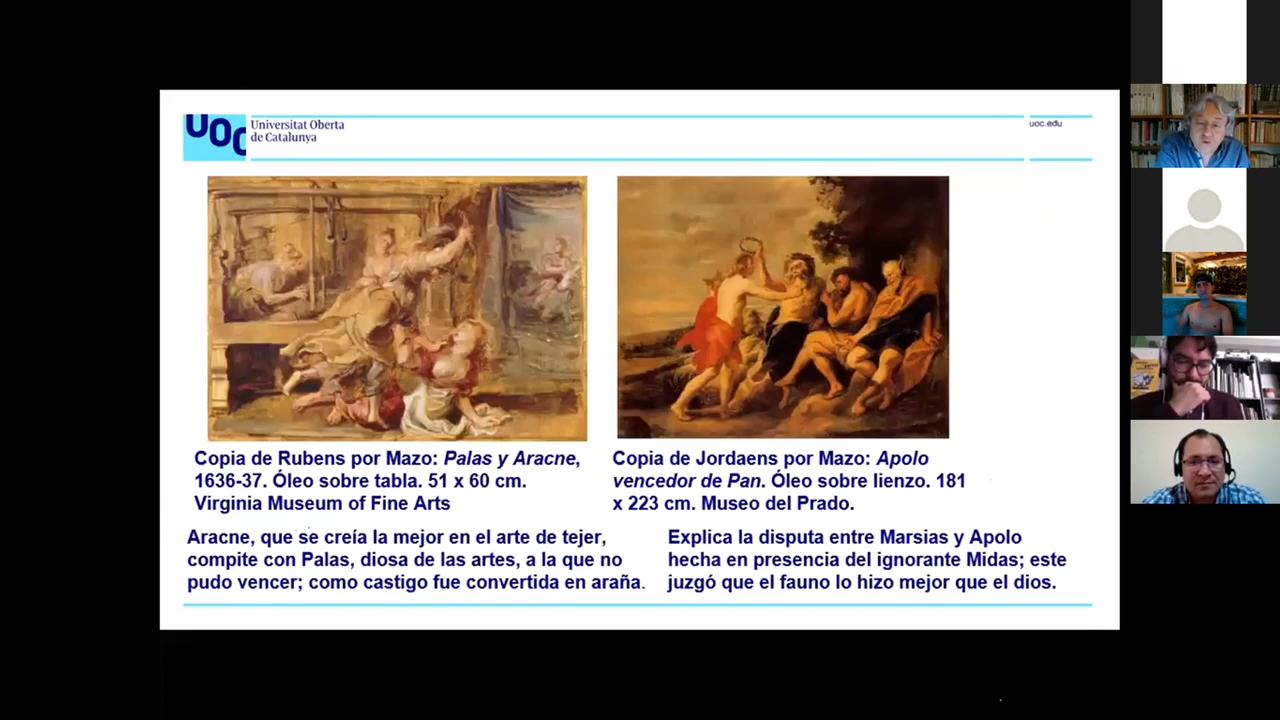 UOC
Universitat Oberta
de Catalunya
uoc.edu
Copia de Rubens por Mazo: Palas y Aracne,
1636-37. Óleo sobre tabla. 51 x 60 cm.
Virginia Museum of Fine Arts
Copia de Jordaens por Mazo: Apolo
vencedor de Pan. Óleo sobre lienzo. 181
x 223 cm. Museo del Prado.
Aracne, que se creía la mejor en el arte de tejer,
compite con Palas, diosa de las artes, a la que no
pudo vencer; como castigo fue convertida en araña.
Explica la disputa entre Marsias y Apolo
hecha en presencia del ignorante Midas; este
juzgó que el fauno lo hizo mejor que el dios.